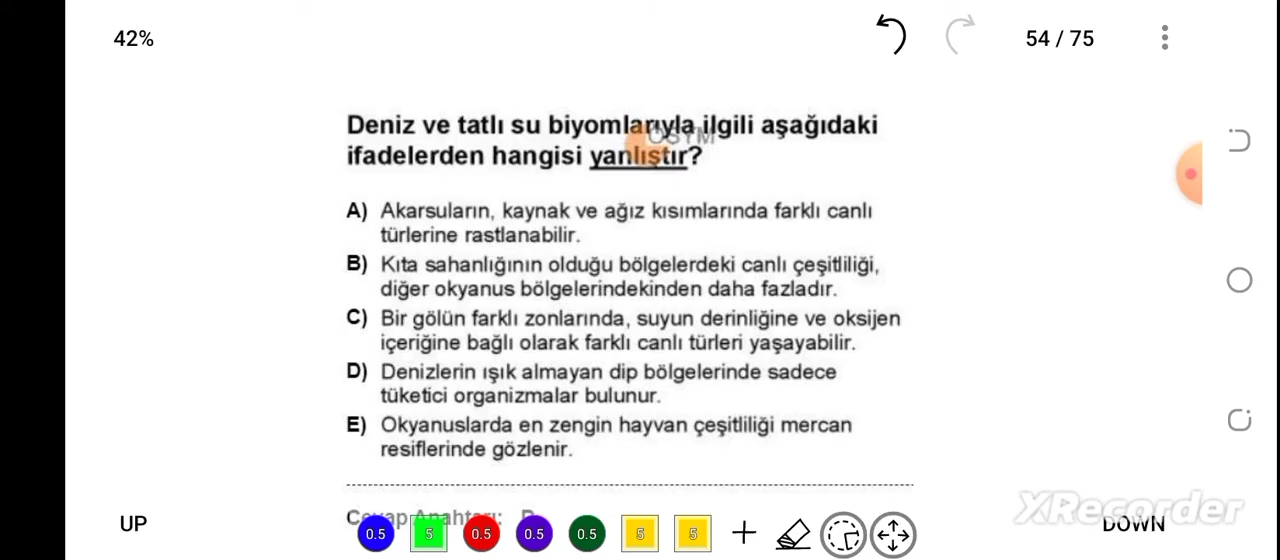 42%
54 / 75
Deniz ve tatlı su biyomlarıyla ilgili aşağıdaki
ÖSYM
ifadelerden hangisi yanlıştır?
A) Akarsuların, kaynak ve ağız kısımlarında farklı canlı
türlerine rastlanabilir.
B) Kıta sahanlığının olduğu bölgelerdeki canlı çeşitliliği,
diğer okyanus bölgelerindekinden daha fazladır.
C) Bir gölün farklı zonlarında, suyun derinliğine ve oksijen
içeriğine bağlı olarak farklı canlı türleri yaşayabilir.
D) Denizlerin ışık almayan dip bölgelerinde sadece
tüketici organizmalar bulunur.
E) Okyanuslarda en zengin hayvan çeşitliliği mercan
resiflerinde gözlenir.
Cevap Anahtarı:
UP
0.5
5
0.5
0.5
0.5
5
5
XRecorder
DOWN